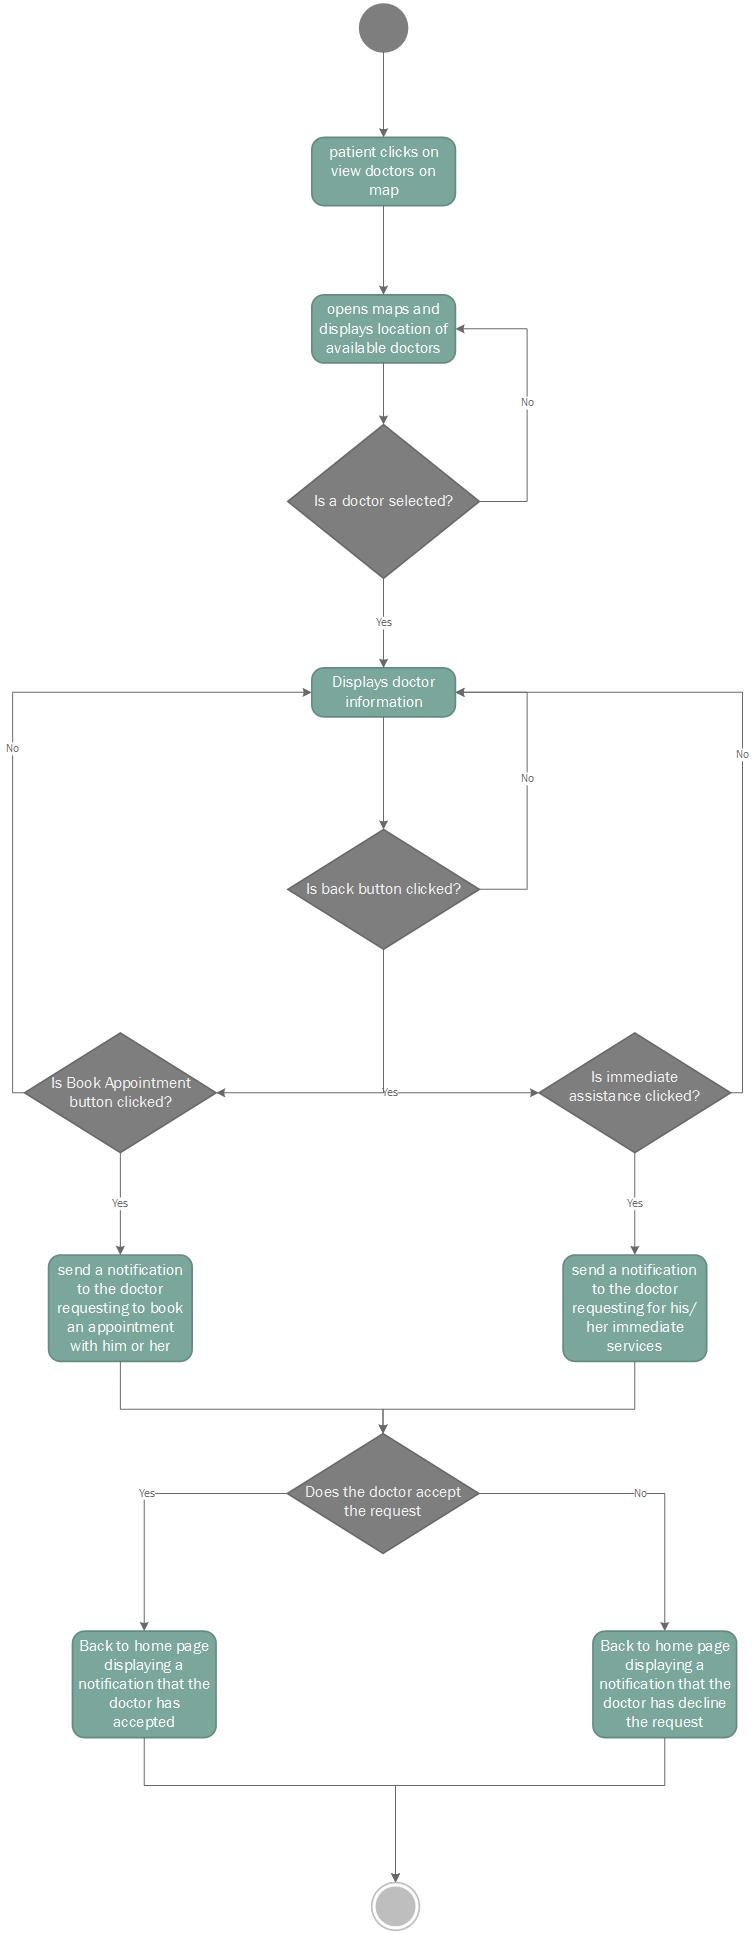 patient clicks on
view doctors on
map
opens maps and
displays location of
available doctors
No
Is a doctor selected?
Yes
Displays doctor
information
No
No
No
Is back button clicked?
Is Book Appointment
button clicked?
Yes
Is immediate
assistance clicked?
Yes
Yes
send a notification
to the doctor
requesting to book
an appointment
with him or her
send a notification
to the doctor
requesting for his/
her immediate
services
Does the doctor accept
the request
Yes
No
Back to home page
displaying a
notification that the
doctor has
accepted
Back to home page
displaying a
notification that the
doctor has decline
the request